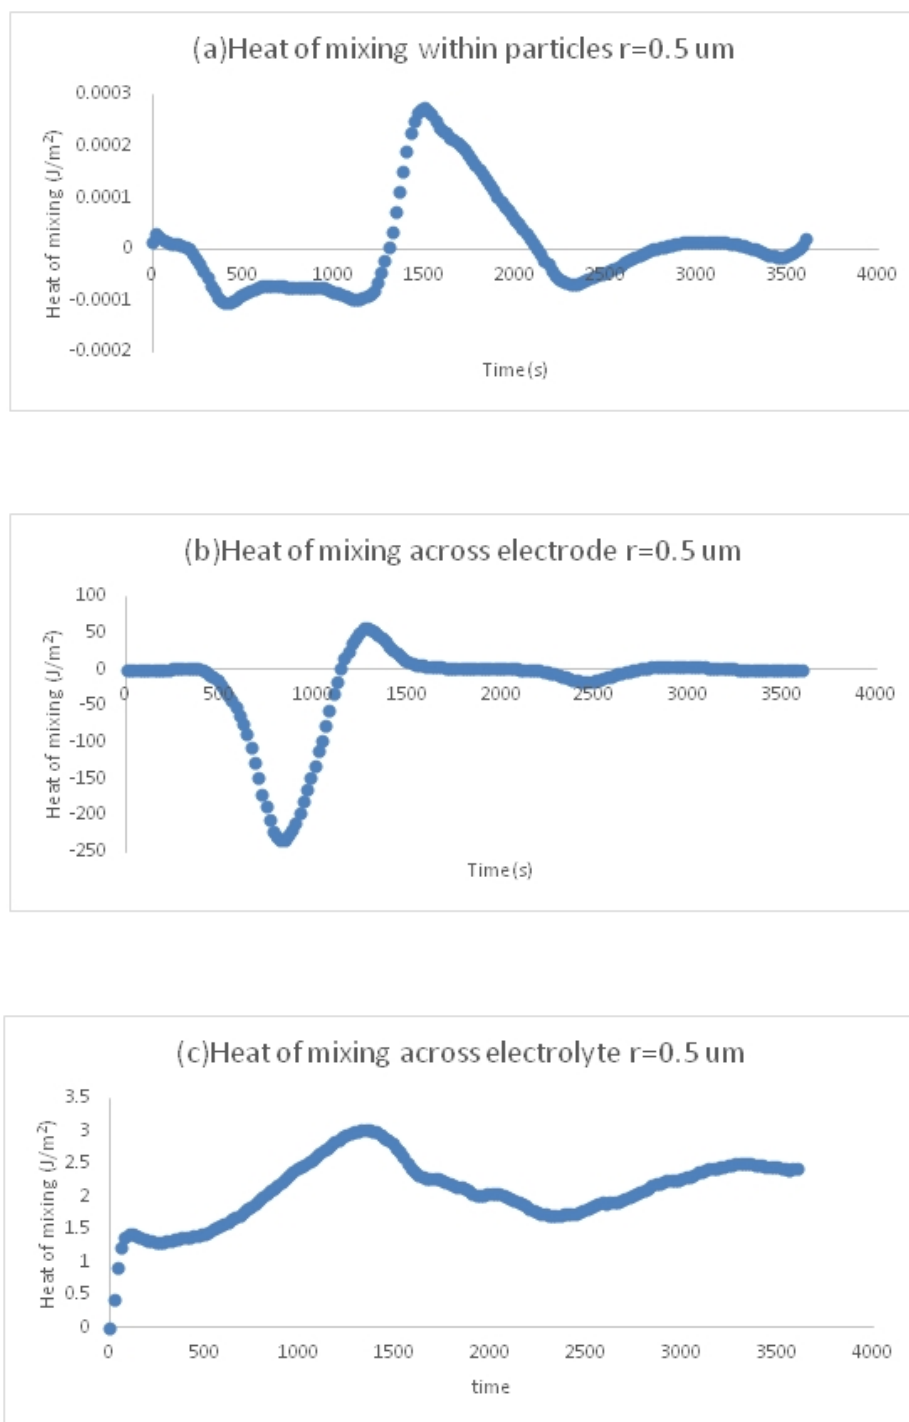 (a)Heat of mixing within particles r=0.5 um
0.0003
0.0002
0.0001
0
-0.0001
-0.0002
Heat of mixing (J/m²)
0 500 1000 1500 2000 2500 3000 3500 4000
Time(s)
(b)Heat of mixing across electrode r=0.5 um
100
50
0
-50
-100
-150
-200
-250
Heat of mixing (J/m²)
0 500 1000 1500 2000 2500 3000 3500 4000
Time(s)
(c)Heat of mixing across electrolyte r=0.5 um
3.5
3
2.5
2
1.5
1
0.5
0
Heat of mixing (J/m²)
0 500 1000 1500 2000 2500 3000 3500 4000
time